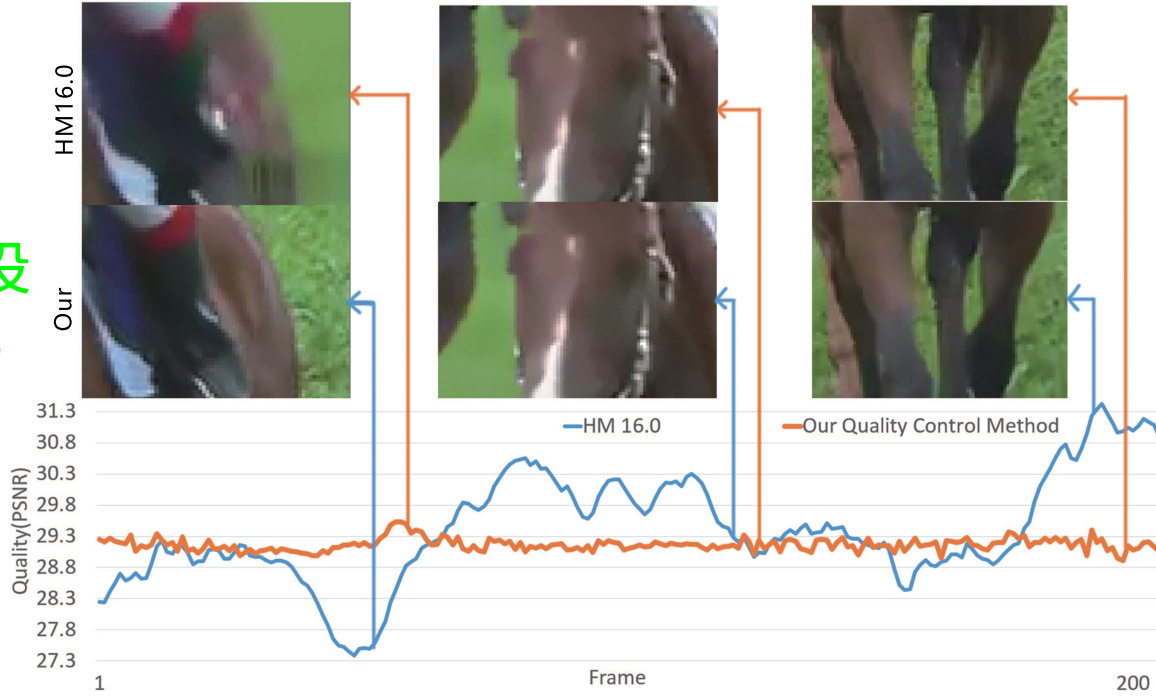 HM16.0
Our
设
HM 16.0
Our Quality Control Method
Quality(PSNR)
31.3
30.8
30.3
29.8
29.3
28.8
28.3
27.8
27.3
1
Frame
200